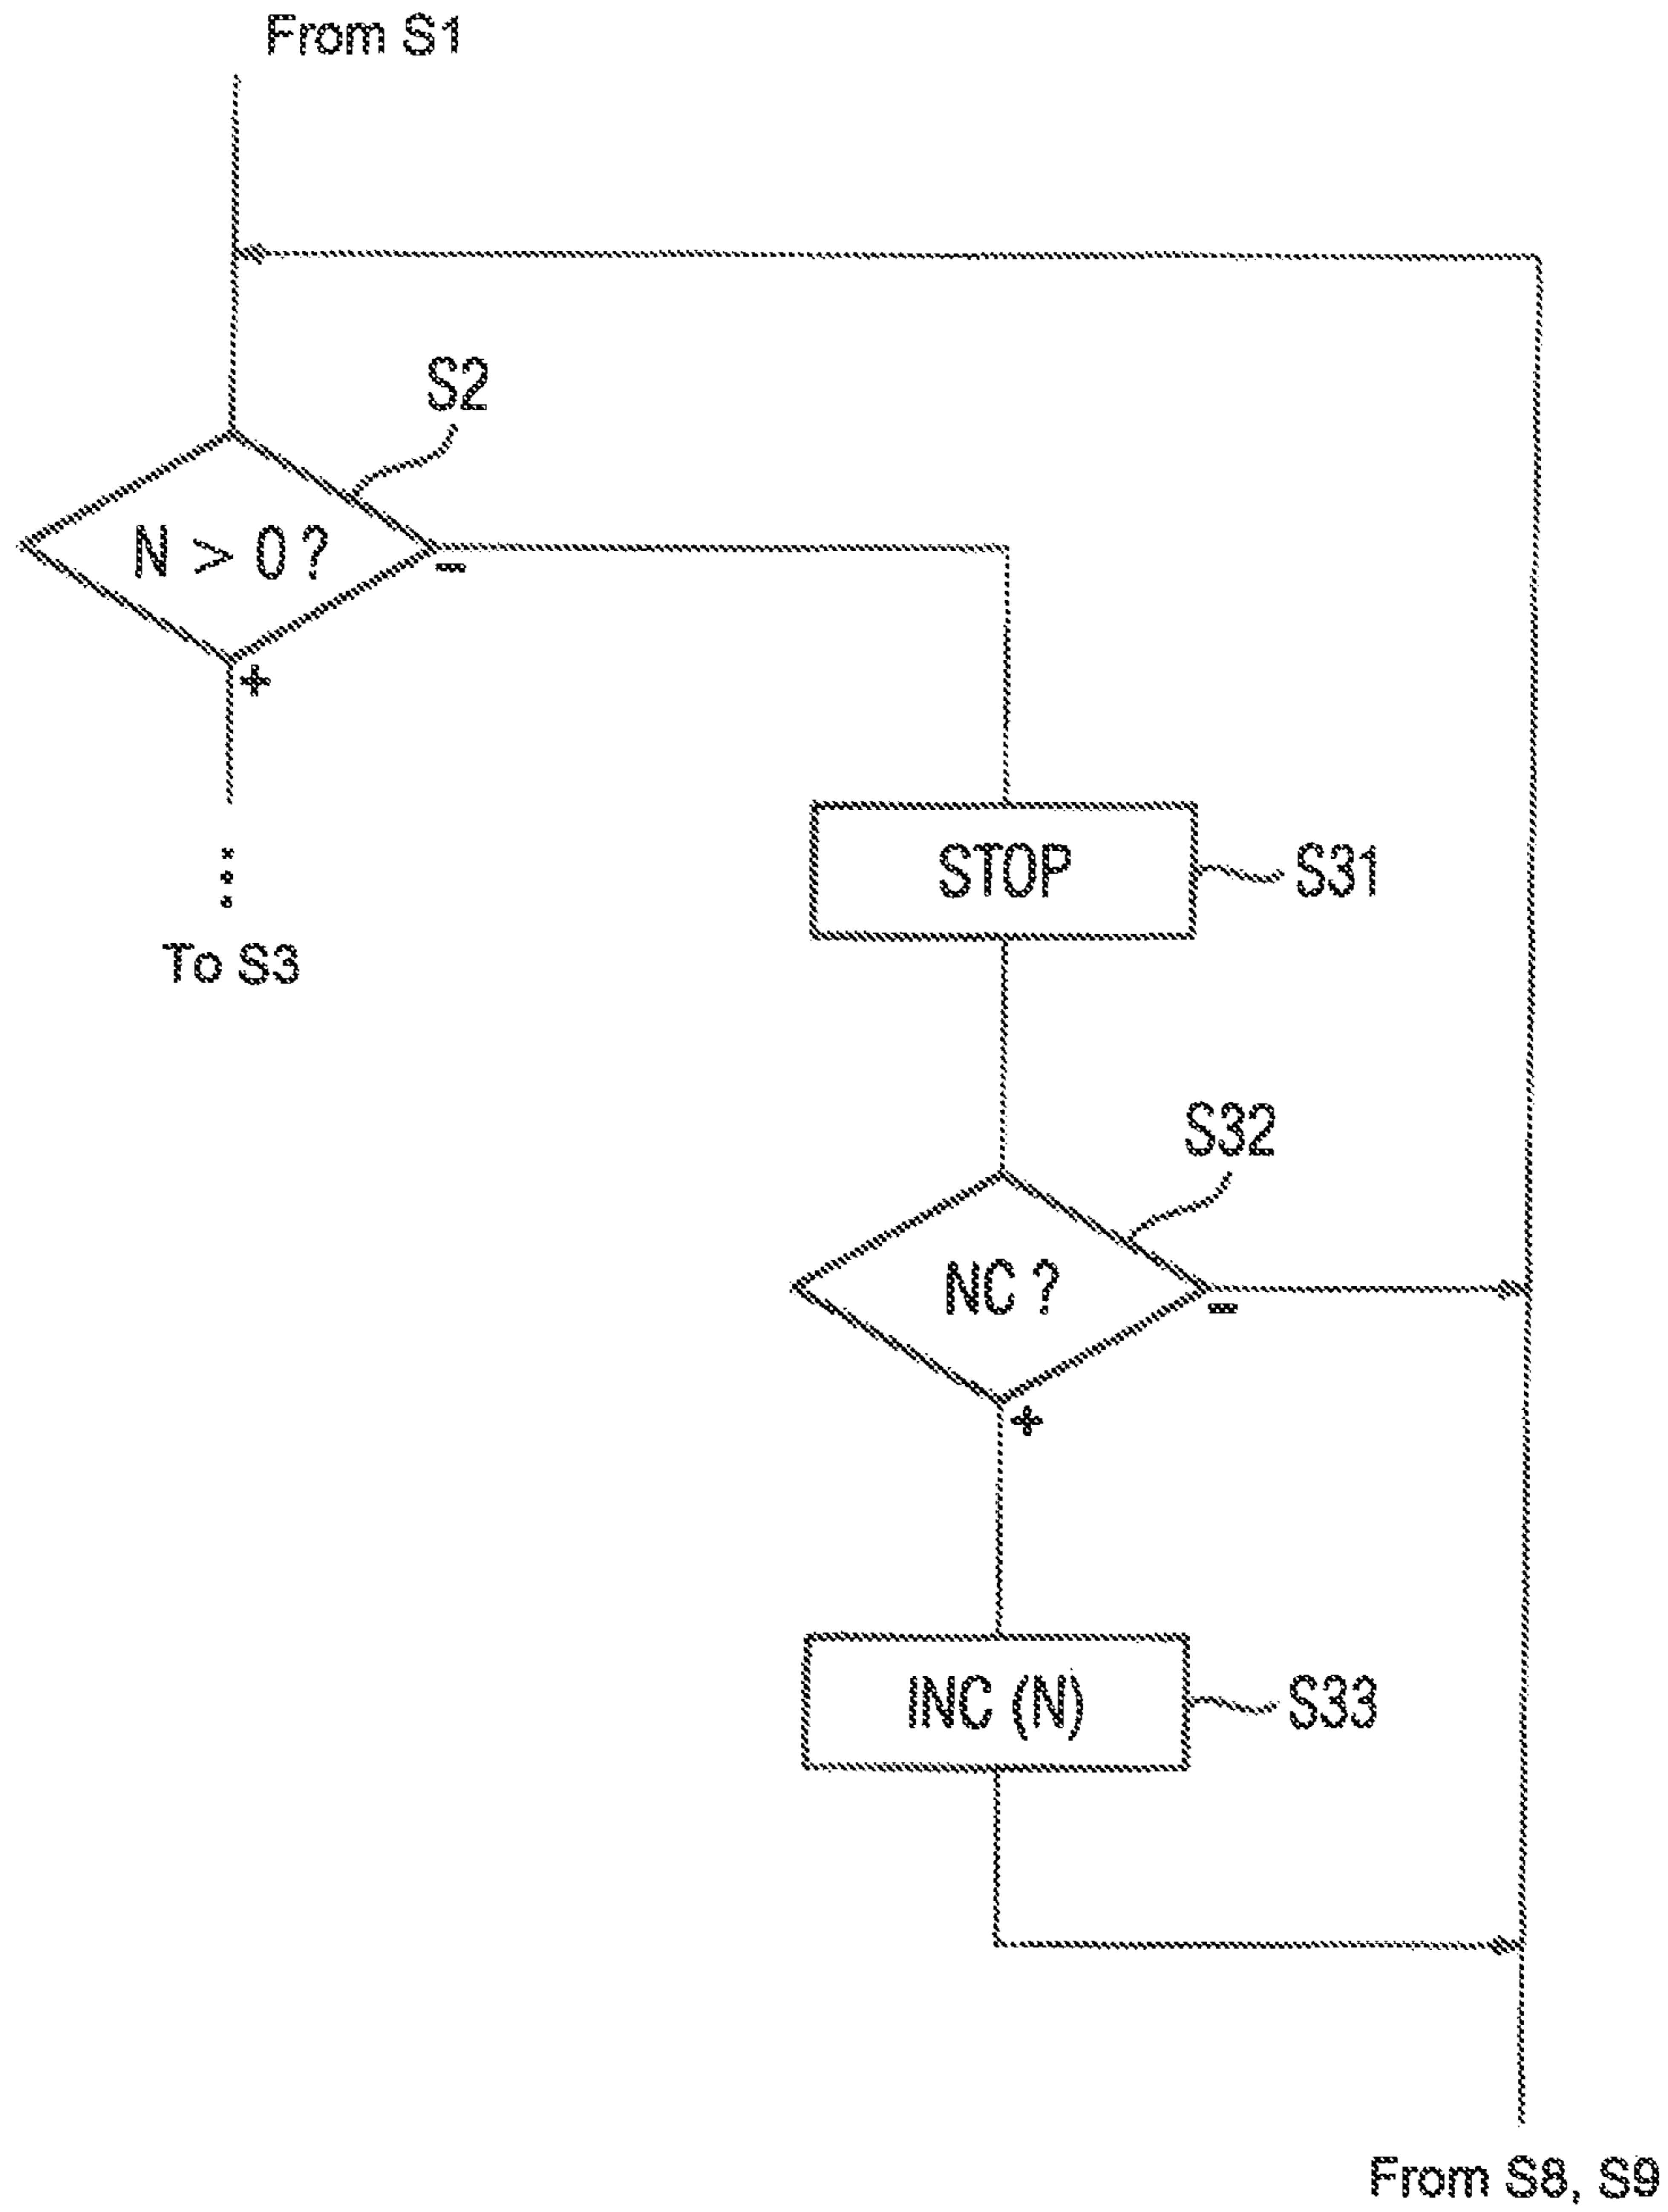 From S1
S2
N > 0 ?
-
+
STOP
S31
To S3
S32
NC ?
-
+
INC (N)
S33
From S8, S9